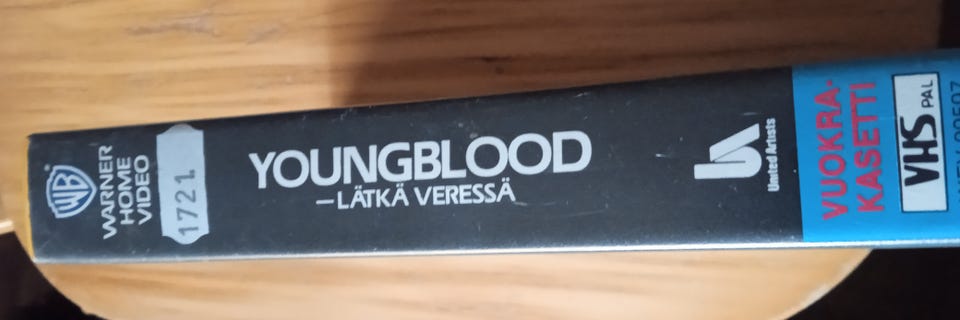 WB
WARNER
HOME
VIDEO
1721
YOUNGBLOOD
–LÄTKÄ VERESSÄ
United Artists
VUOKRA-
KASETTI
VHS PAL